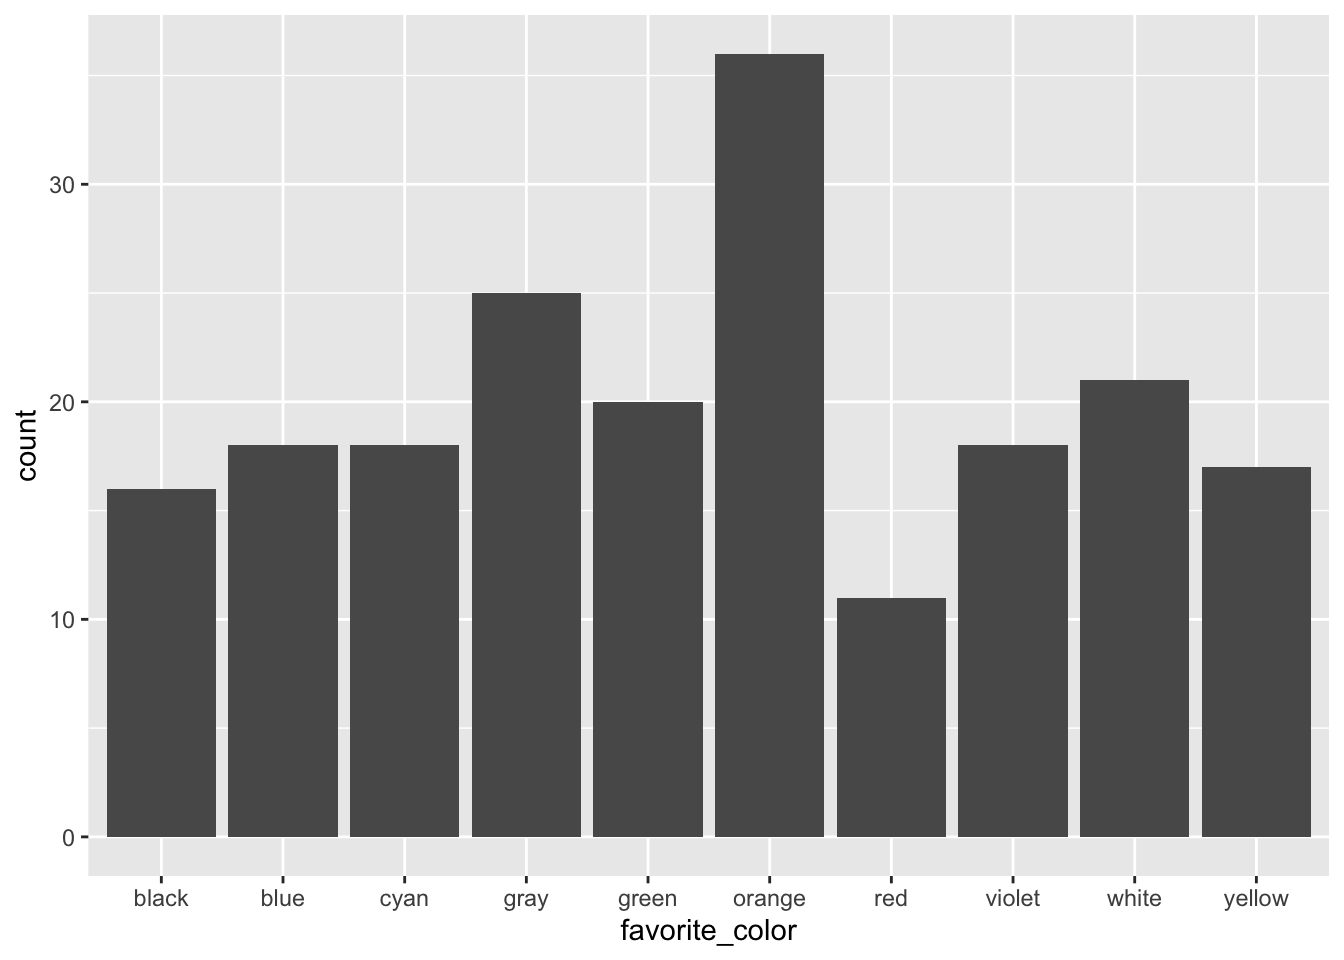 count
30
20
10
0
black blue cyan gray green orange red violet white yellow
favorite_color